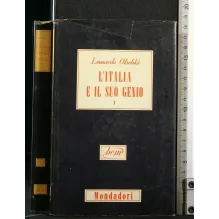 Leonardo Olschki
L'ITALIA
E IL SUO GENIO
I
Mondadori